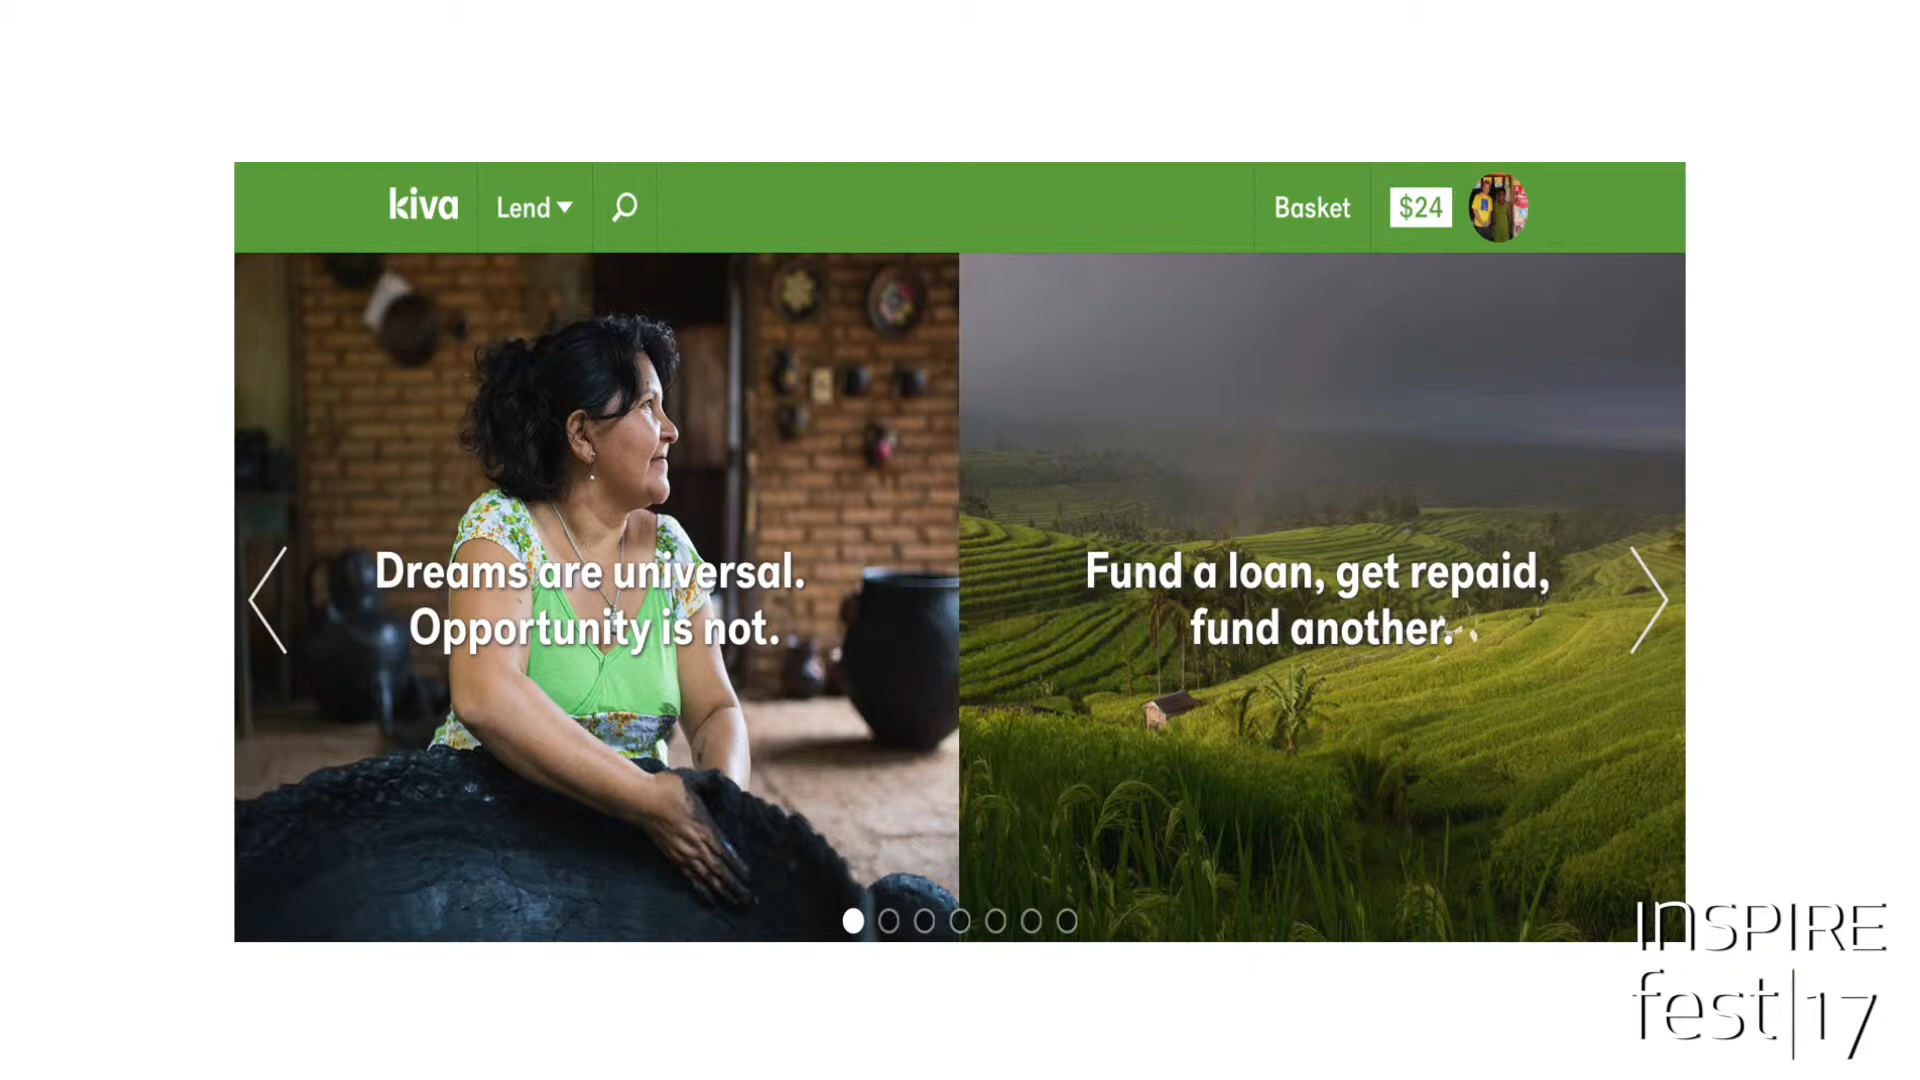 kiva
Lend
Basket
$24
Dreams are universal.
Opportunity is not.
Fund a loan, get repaid,
fund another.
INSPIRE
fest|17